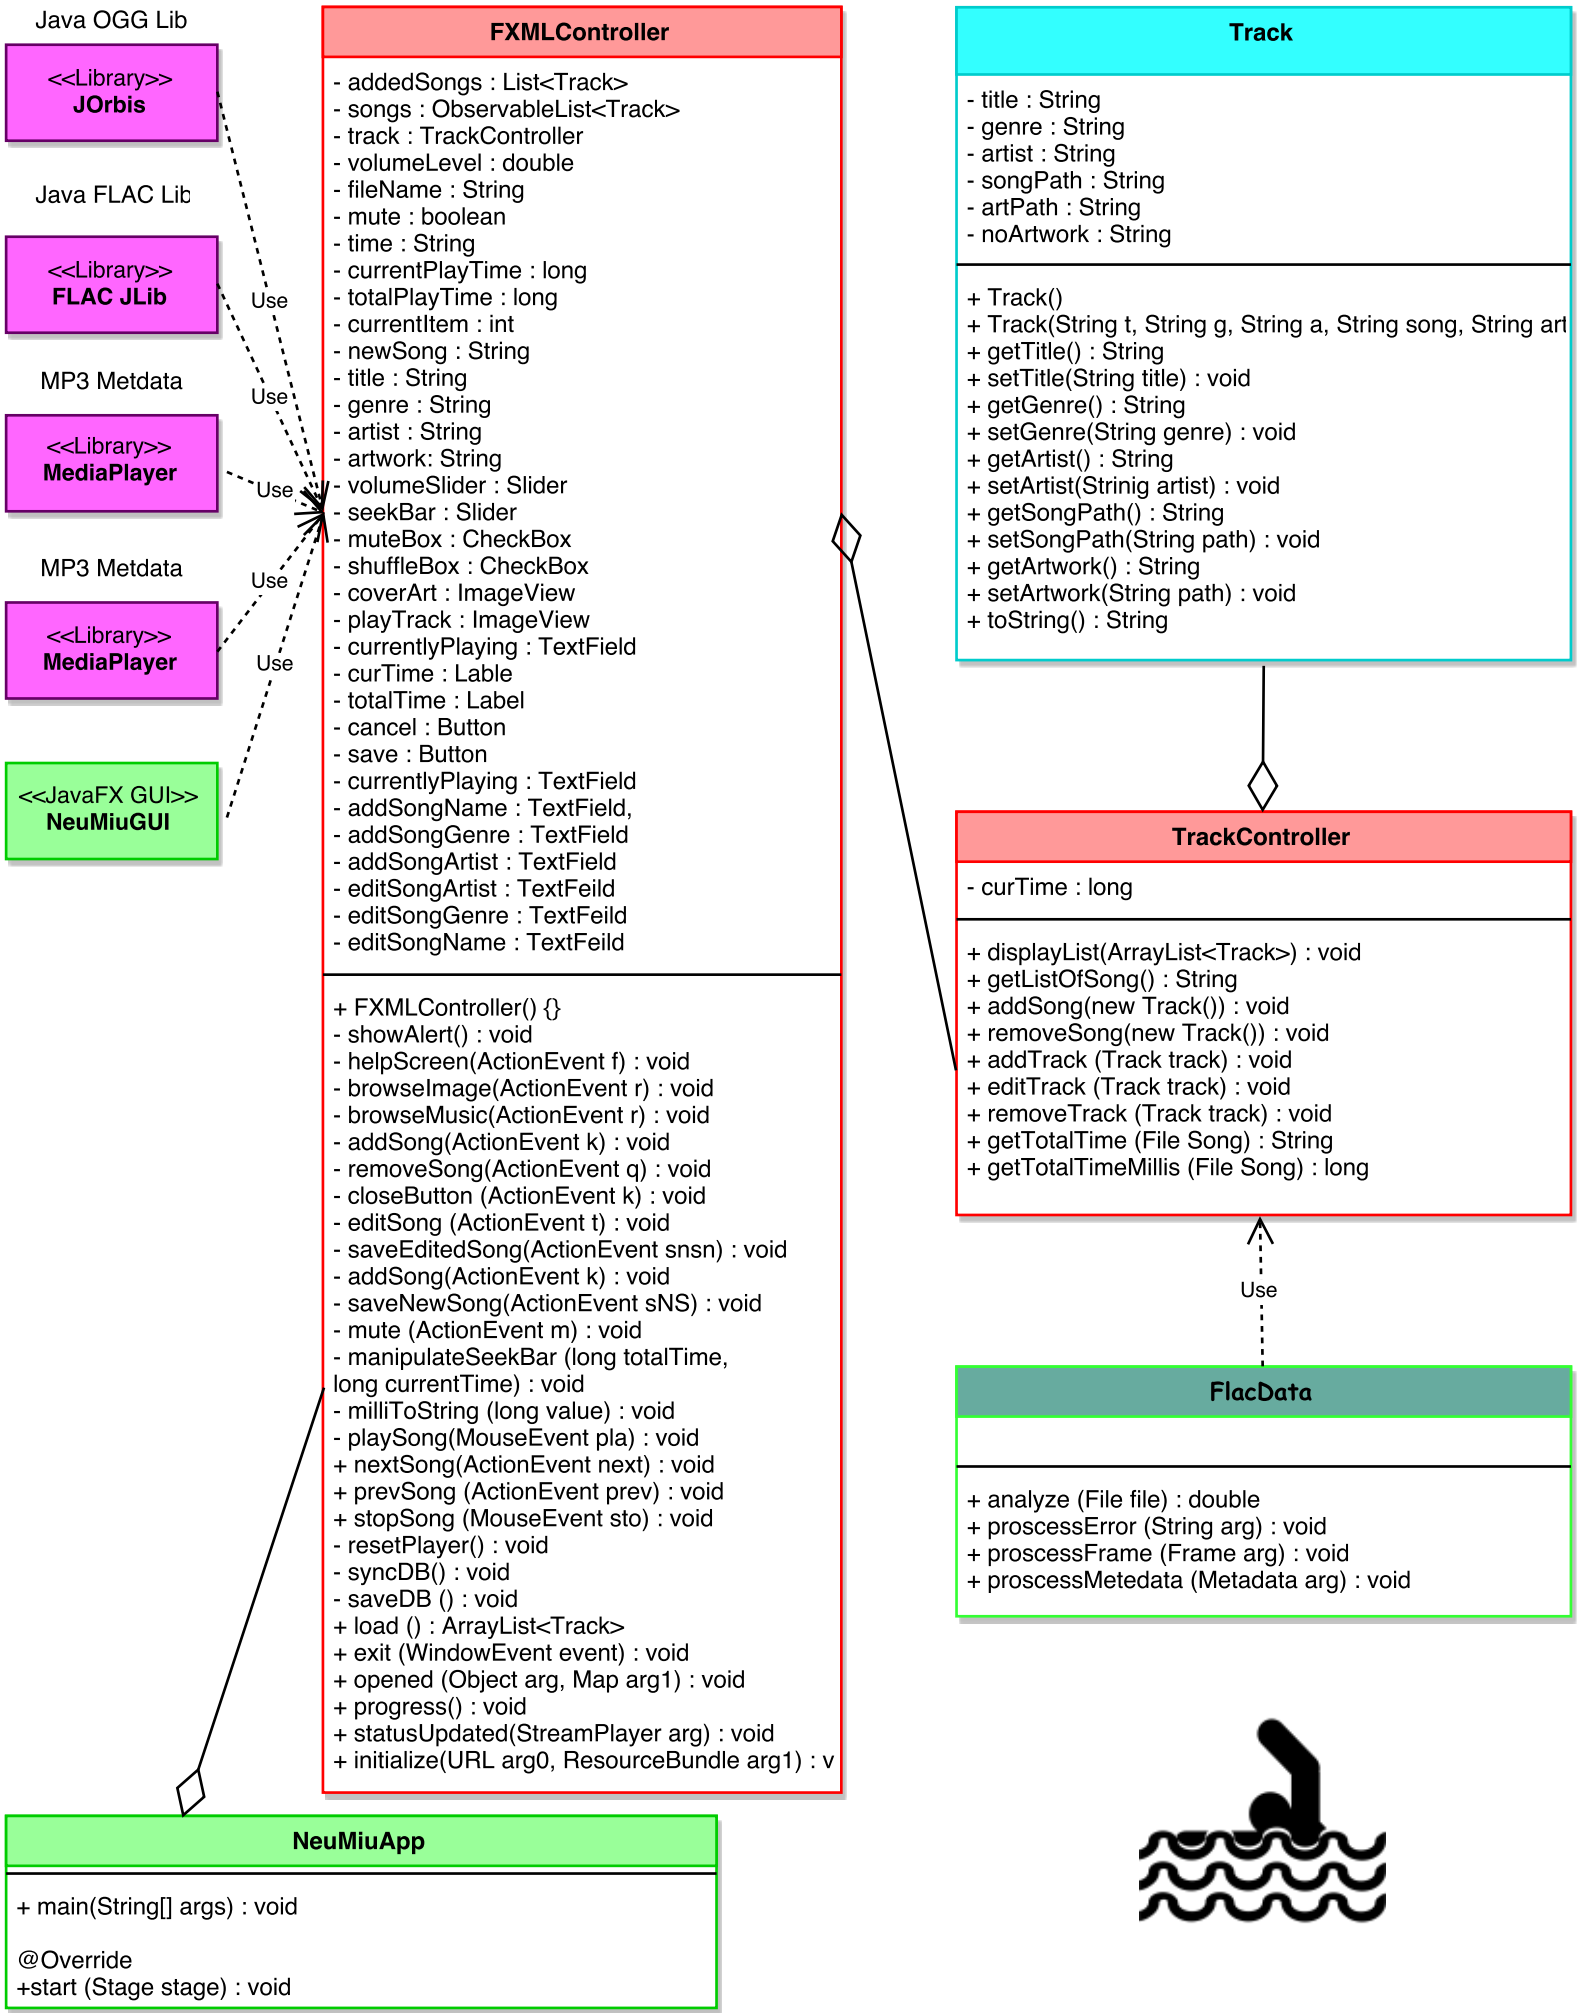 Java OGG Lib
<<Library>>
JOrbis
Java FLAC Lib
<<Library>>
FLAC JLib
MP3 Metdata
<<Library>>
MediaPlayer
MP3 Metdata
<<Library>>
MediaPlayer
<<JavaFX GUI>>
NeuMiuGUI
Use
Use
Use
Use
Use
FXMLController
- addedSongs : List<Track>
- songs : ObservableList<Track>
- track : TrackController
- volumeLevel : double
- fileName : String
- mute : boolean
- time : String
- currentPlayTime : long
- totalPlayTime : long
- currentItem : int
- newSong : String
- title : String
- genre : String
- artist : String
- artwork: String
- volumeSlider : Slider
- seekBar : Slider
- muteBox : CheckBox
- shuffleBox : CheckBox
- coverArt : ImageView
- playTrack : ImageView
- currentlyPlaying : TextField
- curTime : Lable
- totalTime : Label
- cancel : Button
- save : Button
- currentlyPlaying : TextField
- addSongName : TextField,
- addSongGenre : TextField
- addSongArtist : TextField
- editSongArtist : TextFeild
- editSongGenre : TextFeild
- editSongName : TextFeild
+ FXMLController() {}
- showAlert() : void
- helpScreen(ActionEvent f) : void
- browseImage(ActionEvent r) : void
- browseMusic(ActionEvent r) : void
- addSong(ActionEvent k) : void
- removeSong(ActionEvent q) : void
- closeButton (ActionEvent k) : void
- editSong (ActionEvent t) : void
- saveEditedSong(ActionEvent snsn) : void
- addSong(ActionEvent k) : void
- saveNewSong(ActionEvent sNS) : void
- mute (ActionEvent m) : void
- manipulateSeekBar (long totalTime,
long currentTime) : void
- milliToString (long value) : void
- playSong(MouseEvent pla) : void
+ nextSong(ActionEvent next) : void
+ prevSong (ActionEvent prev) : void
+ stopSong (MouseEvent sto) : void
- resetPlayer() : void
- syncDB() : void
- saveDB () : void
+ load () : ArrayList<Track>
+ exit (WindowEvent event) : void
+ opened (Object arg, Map arg1) : void
+ progress() : void
+ statusUpdated(StreamPlayer arg) : void
+ initialize(URL arg0, ResourceBundle arg1) : v
Track
- title : String
- genre : String
- artist : String
- songPath : String
- artPath : String
- noArtwork : String
+ Track()
+ Track(String t, String g, String a, String song, String art
+ getTitle() : String
+ setTitle(String title) : void
+ getGenre() : String
+ setGenre(String genre) : void
+ getArtist() : String
+ setArtist(Strinig artist) : void
+ getSongPath() : String
+ setSongPath(String path) : void
+ getArtwork() : String
+ setArtwork(String path) : void
+ toString() : String
TrackController
- curTime : long
+ displayList(ArrayList<Track>) : void
+ getListOfSong() : String
+ addSong(new Track()) : void
+ removeSong(new Track()) : void
+ addTrack (Track track) : void
+ editTrack (Track track) : void
+ removeTrack (Track track) : void
+ getTotalTime (File Song) : String
+ getTotalTimeMillis (File Song) : long
Use
FlacData
+ analyze (File file) : double
+ proscessError (String arg) : void
+ proscessFrame (Frame arg) : void
+ proscessMetedata (Metadata arg) : void
NeuMiuApp
+ main(String[] args) : void
@Override
+start (Stage stage) : void